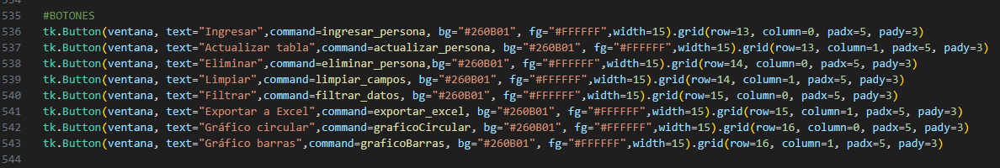 535 #BOTONES
536 tk.Button(ventana, text="Ingresar",command=ingresar_persona, bg="#260B01", fg="#FFFFFF",width=15).grid(row=13, column=0, padx=5, pady=3)
537 tk.Button(ventana, text="Actualizar tabla",command=actualizar_persona, bg="#260B01", fg="#FFFFFF",width=15).grid(row=13, column=1, padx=5, pady=3)
538 tk.Button(ventana, text="Eliminar",command=eliminar_persona,bg="#260B01", fg="#FFFFFF",width=15).grid(row=14, column=0, padx=5, pady=3)
539 tk.Button(ventana, text="Limpiar",command=limpiar_campos, bg="#260B01", fg="#FFFFFF",width=15).grid(row=14, column=1, padx=5, pady=3)
540 tk.Button(ventana, text="Filtrar",command=filtrar_datos, bg="#260B01", fg="#FFFFFF",width=15).grid(row=15, column=0, padx=5, pady=3)
541 tk.Button(ventana, text="Exportar a Excel",command=exportar_excel, bg="#260B01", fg="#FFFFFF",width=15).grid(row=15, column=1, padx=5, pady=3)
542 tk.Button(ventana, text="Gráfico circular",command=graficoCircular, bg="#260B01", fg="#FFFFFF",width=15).grid(row=16, column=0, padx=5, pady=3)
543 tk.Button(ventana, text="Gráfico barras",command=graficoBarras, bg="#260B01", fg="#FFFFFF",width=15).grid(row=16, column=1, padx=5, pady=3)
544